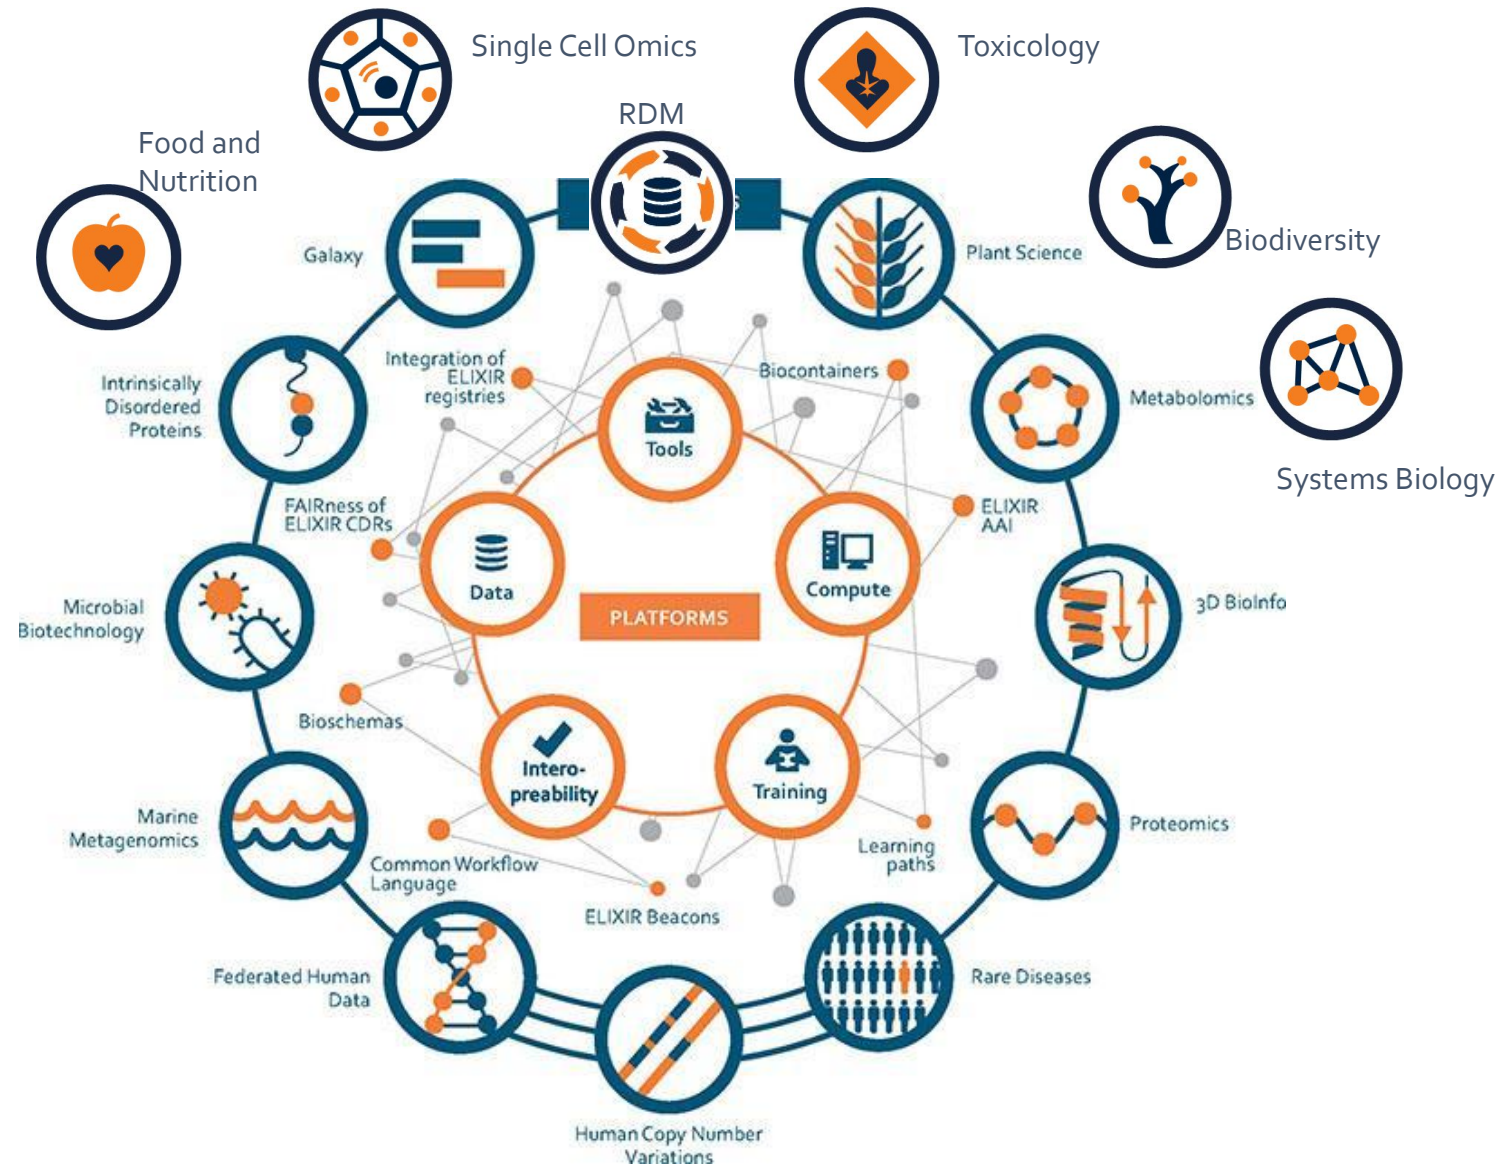 Single Cell Omics
Toxicology
RDM
Food and
Nutrition
Biodiversity
Galaxy
Plant Science
Integration of
ELIXIR
registries
Biocontainers
Intrinsically
Disordered
Proteins
Metabolomics
Tools
Systems Biology
FAIRness of
ELIXIR CDRs
ELIXIR
AAI
Data
Compute
PLATFORMS
Microbial
Biotechnology
3D BioInfo
Bioschemas
Intero-
preability
Training
Marine
Metagenomics
Proteomics
Common Workflow
Language
Learning
paths
ELIXIR Beacons
Federated Human
Data
Rare Diseases
Human Copy Number
Variations